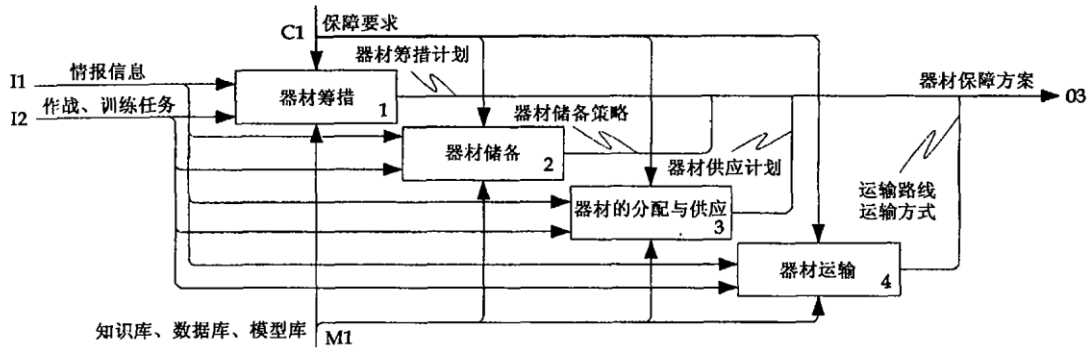 C1
保障要求
器材筹措计划
I1
情报信息
器材保障方案
I2
作战、训练任务
器材筹措
1
O3
器材储备策略
器材储备
2
器材供应计划
器材的分配与供应
3
运输路线
运输方式
器材运输
4
知识库、数据库、模型库
M1